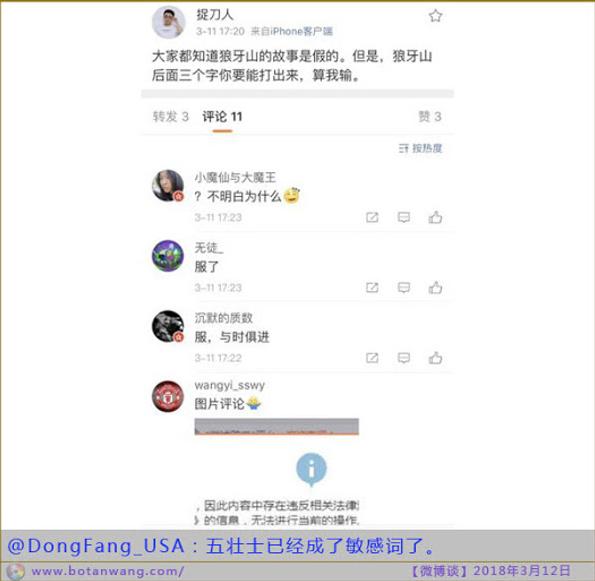 捉刀人
3-11 17:20 来自iPhone客户端
大家都知道狼牙山的故事是假的。但是，狼牙山
后面三个字你要能打出来，算我输。
转发 3 评论 11 赞 3
按热度
小魔仙与大魔王
？不明白为什么
3-11 17:23
无徒_
服了
3-11 17:23
沉默的质数
服，与时俱进
3-11 17:22
wangyi_sswy
图片评论
，因此内容中存在违反相关法律
》的信息，无法进行当前的操作。
@DongFang_USA：五壮士已经成了敏感词了。
www.botanwang.com/
【微博谈】2018年3月12日